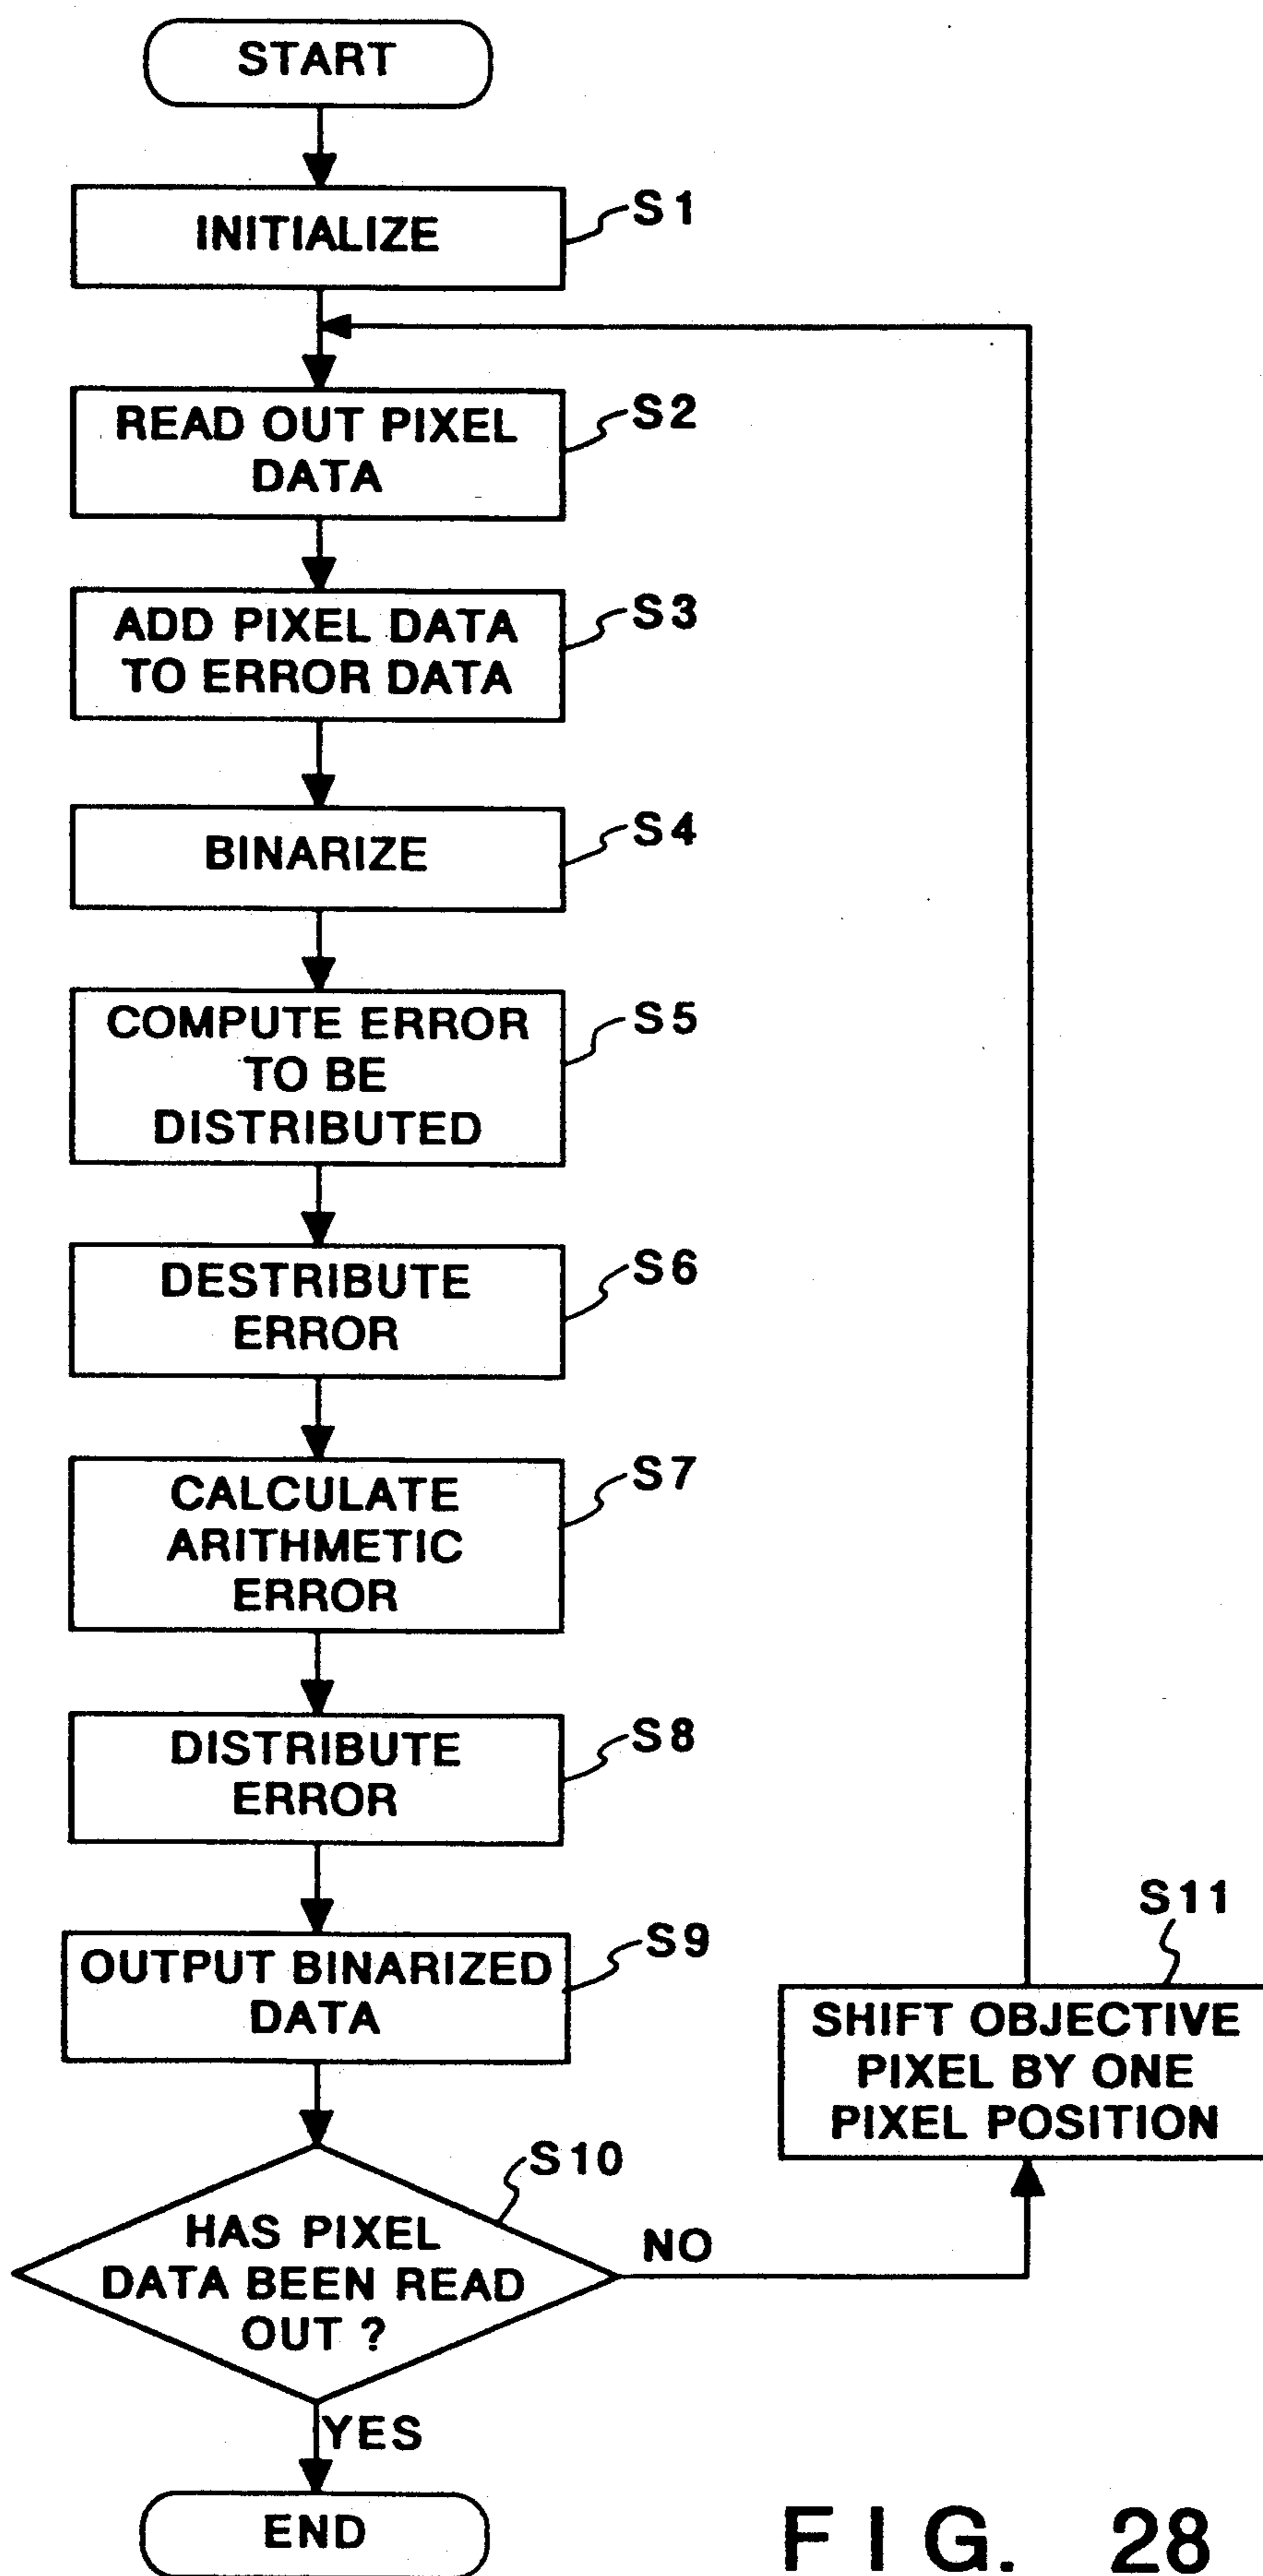 START
INITIALIZE
S1
READ OUT PIXEL
DATA
S2
ADD PIXEL DATA
TO ERROR DATA
S3
BINARIZE
S4
COMPUTE ERROR
TO BE
DISTRIBUTED
S5
DESTRIBUTE
ERROR
S6
CALCULATE
ARITHMETIC
ERROR
S7
DISTRIBUTE
ERROR
S8
OUTPUT BINARIZED
DATA
S9
S11
SHIFT OBJECTIVE
PIXEL BY ONE
PIXEL POSITION
S10
HAS PIXEL
DATA BEEN READ
OUT ?
NO
YES
END
FIG. 28